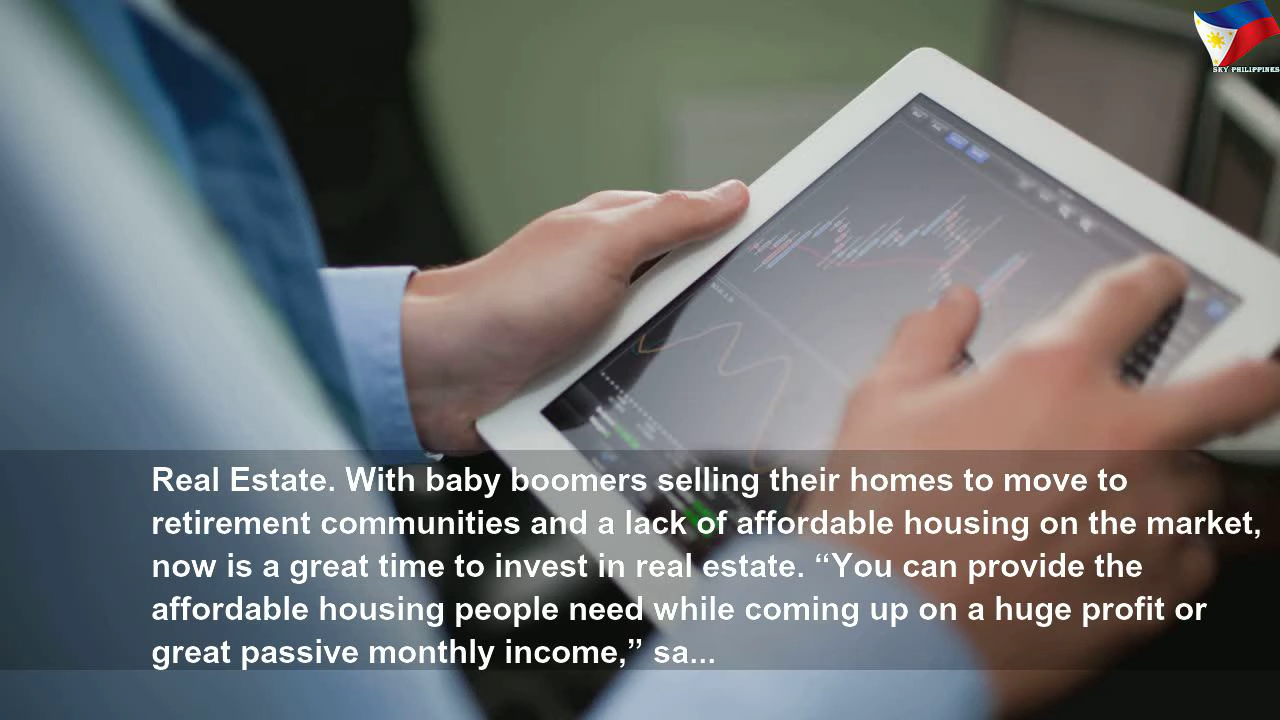 SKY PHILIPPINES
Real Estate. With baby boomers selling their homes to move to
retirement communities and a lack of affordable housing on the market,
now is a great time to invest in real estate. “You can provide the
affordable housing people need while coming up on a huge profit or
great passive monthly income,” sa...